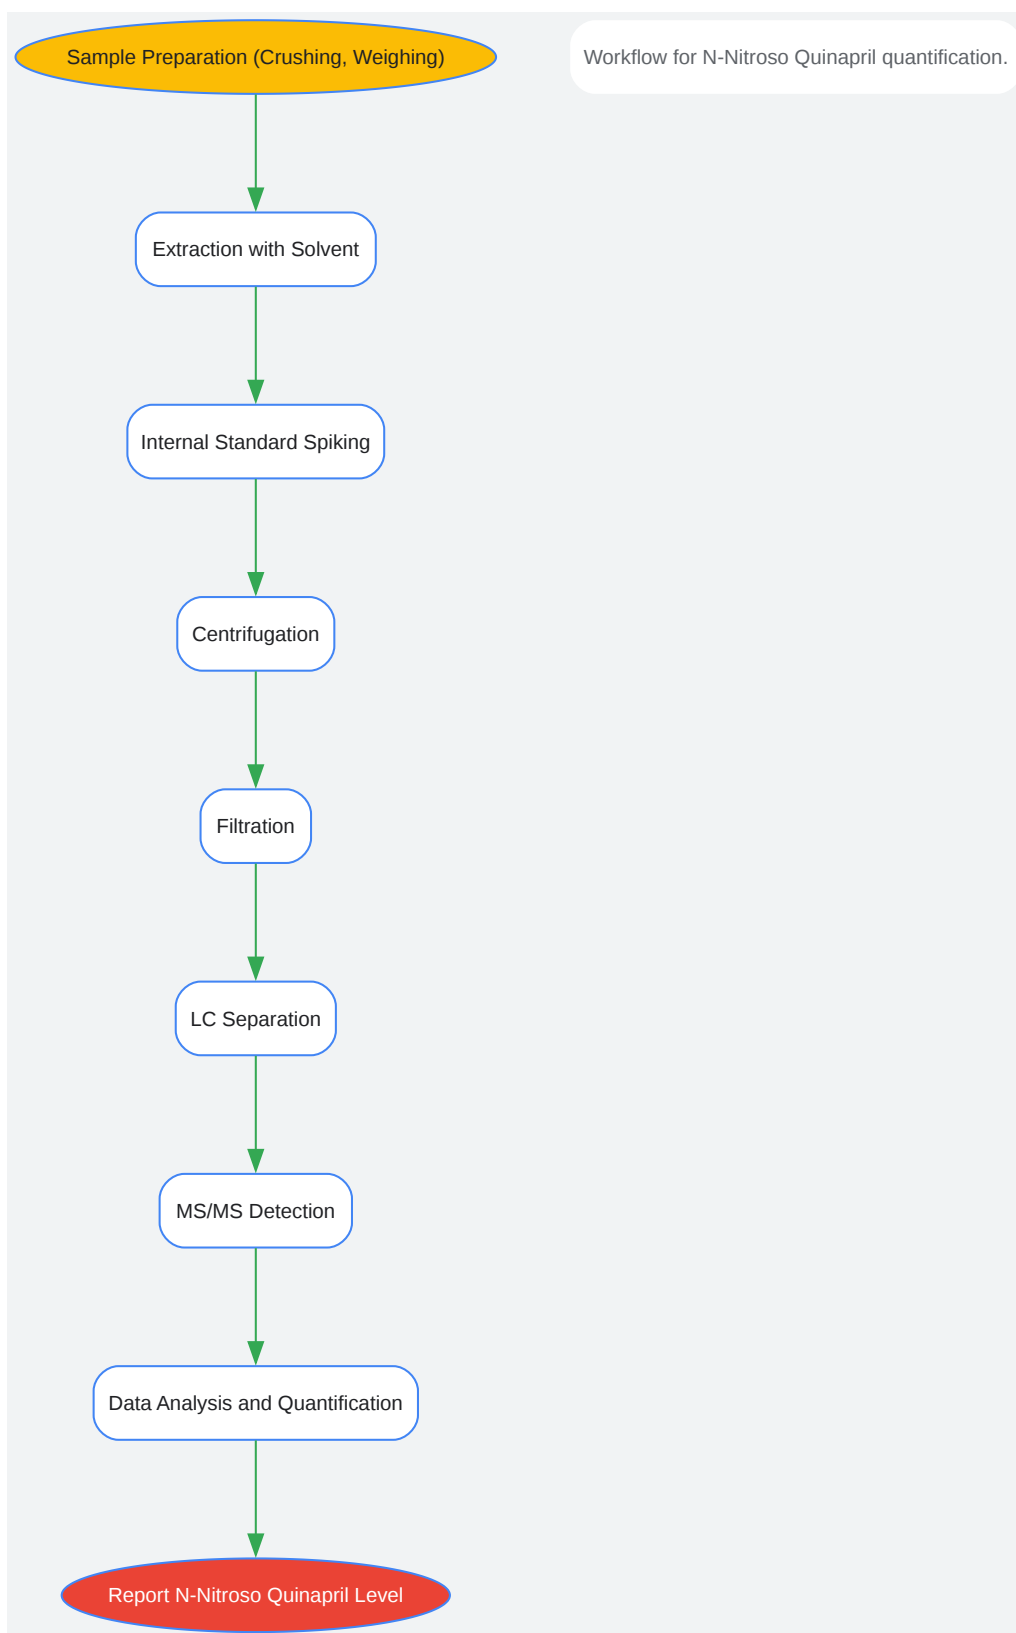 Sample Preparation (Crushing, Weighing)
Workflow for N-Nitroso Quinapril quantification.
Extraction with Solvent
Internal Standard Spiking
Centrifugation
Filtration
LC Separation
MS/MS Detection
Data Analysis and Quantification
Report N-Nitroso Quinapril Level